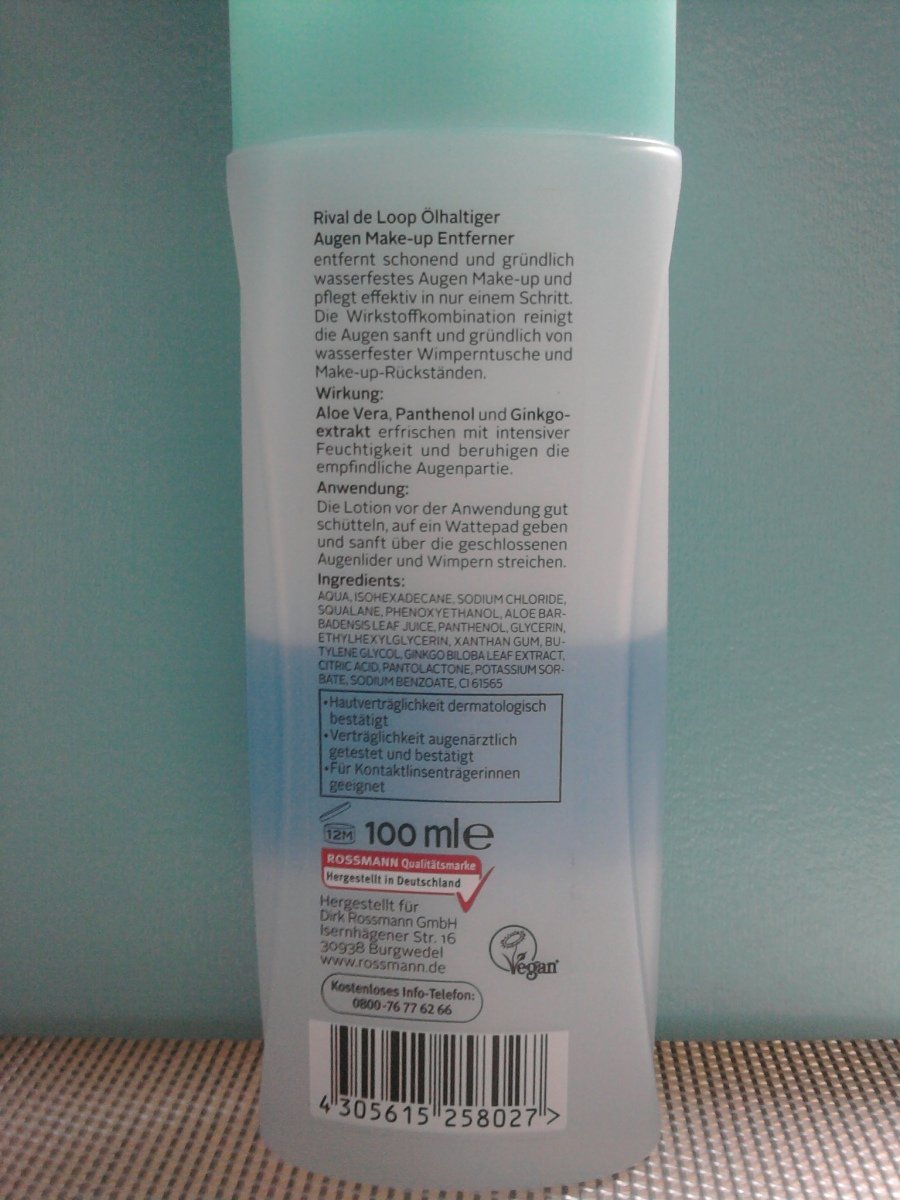 Rival de Loop Ölhaltiger
Augen Make-up Entferner
entfernt schonend und gründlich
wasserfestes Augen Make-up und
pflegt effektiv in nur einem Schritt.
Die Wirkstoffkombination reinigt
die Augen sanft und gründlich von
wasserfester Wimperntusche und
Make-up-Rückständen.
Wirkung:
Aloe Vera, Panthenol und Ginkgo-
extrakt erfrischen mit intensiver
Feuchtigkeit und beruhigen die
empfindliche Augenpartie.
Anwendung:
Die Lotion vor der Anwendung gut
schütteln, auf ein Wattepad geben
und sanft über die geschlossenen
Augenlider und Wimpern streichen.
Ingredients:
AQUA, ISOHEXADECANE, SODIUM CHLORIDE,
SQUALANE, PHENOXYETHANOL, ALOE BAR-
BADENSIS LEAF JUICE, PANTHENOL, GLYCERIN,
ETHYLHEXYLGLYCERIN, XANTHAN GUM, BU-
TYLENE GLYCOL, GINKGO BILOBA LEAF EXTRACT,
CITRIC ACID, PANTOLACTONE, POTASSIUM SOR-
BATE, SODIUM BENZOATE, CI 61565
•Hautverträglichkeit dermatologisch
bestätigt
•Verträglichkeit augenärztlich
getestet und bestätigt
•Für Kontaktlinsenträgerinnen
geeignet
12M 100 ml e
ROSSMANN Qualitätsmarke
Hergestellt in Deutschland
Hergestellt für
Dirk Rossmann GmbH
Isernhägener Str. 16
30938 Burgwedel
www.rossmann.de
Vegan
Kostenloses Info-Telefon:
0800-76 77 62 66
4 305615 258027 >